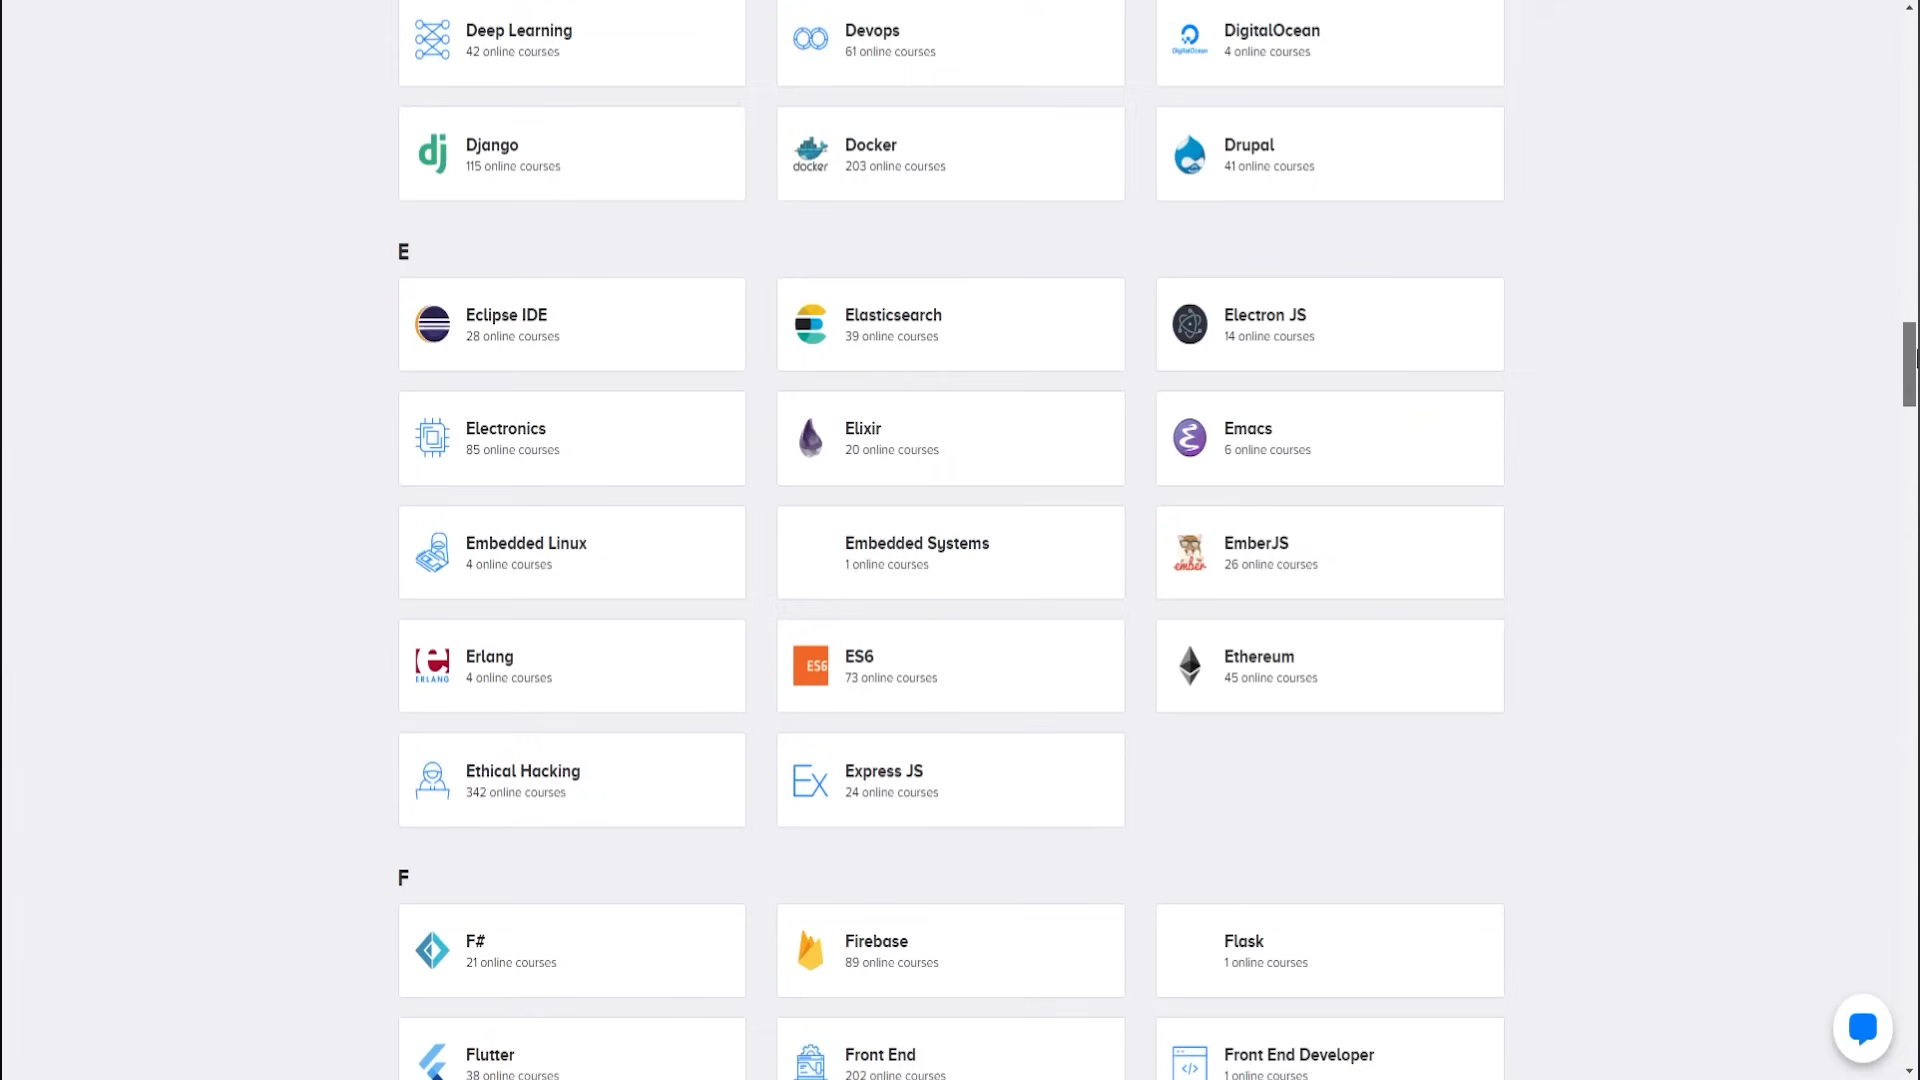 Deep Learning
42 online courses
Devops
61 online courses
DigitalOcean
DigitalOcean
4 online courses
Django
115 online courses
docker
Docker
203 online courses
Drupal
41 online courses
E
Eclipse IDE
28 online courses
Elasticsearch
39 online courses
Electron JS
14 online courses
Electronics
85 online courses
Elixir
20 online courses
Emacs
6 online courses
Embedded Linux
4 online courses
Embedded Systems
1 online courses
ember
EmberJS
26 online courses
e
ERLANG
Erlang
4 online courses
ES6
ES6
73 online courses
Ethereum
45 online courses
Ethical Hacking
342 online courses
Ex
Express JS
24 online courses
F
F#
21 online courses
Firebase
89 online courses
Flask
1 online courses
Flutter
38 online courses
Front End
202 online courses
</>
Front End Developer
1 online courses